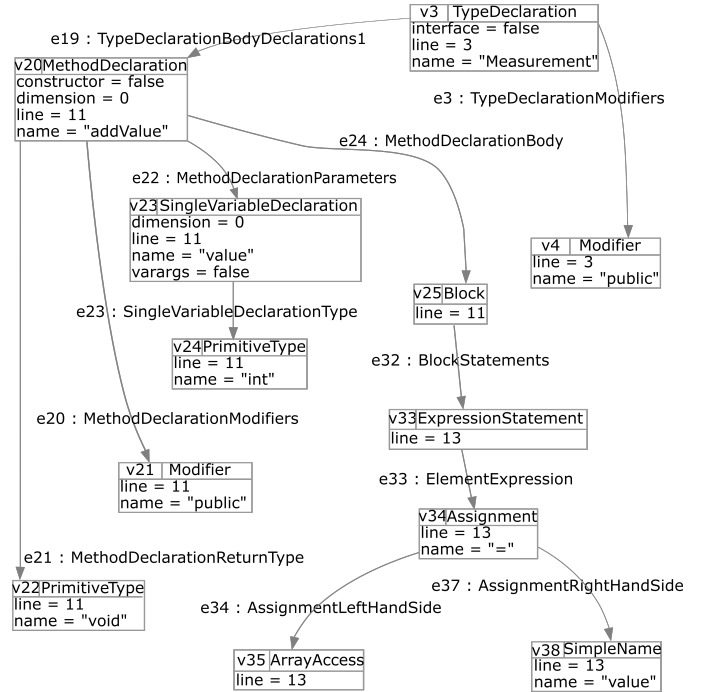 v3 TypeDeclaration
interface = false
line = 3
name = "Measurement"
e19 : TypeDeclarationBodyDeclarations1
v20 MethodDeclaration
constructor = false
dimension = 0
line = 11
name = "addValue"
e3 : TypeDeclarationModifiers
e24 : MethodDeclarationBody
e22 : MethodDeclarationParameters
v23 SingleVariableDeclaration
dimension = 0
line = 11
name = "value"
varargs = false
v4 Modifier
line = 3
name = "public"
v25 Block
line = 11
e23 : SingleVariableDeclarationType
v24 PrimitiveType
line = 11
name = "int"
e32 : BlockStatements
v33 ExpressionStatement
line = 13
e20 : MethodDeclarationModifiers
v21 Modifier
line = 11
name = "public"
e33 : ElementExpression
v34 Assignment
line = 13
name = "="
e21 : MethodDeclarationReturnType
v22 PrimitiveType
line = 11
name = "void"
e37 : AssignmentRightHandSide
e34 : AssignmentLeftHandSide
v35 ArrayAccess
line = 13
v38 SimpleName
line = 13
name = "value"